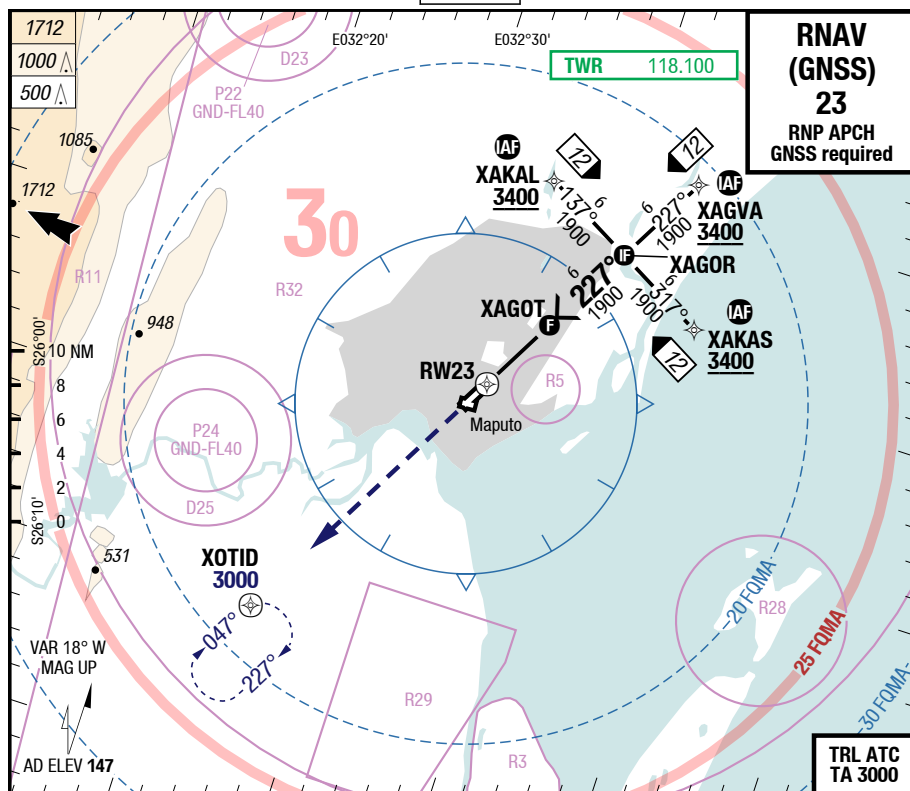 1712
1000
500
E032°20'
E032°30'
RNAV
(GNSS)
23
RNP APCH
GNSS required
TWR 118.100
D23
P22
GND-FL40
1085
1712
R11
30
R32
948
S26°00'
10 NM
8
6
4
2
0
S26°10'
P24
GND-FL40
D25
531
IAF
XAKAL
3400
12
137°
6
1900
12
IAF
XAGVA
3400
6
227°
1900
IF
XAGOR
6
317°
1900
IAF
XAKAS
3400
12
XAGOT
F
6
227°
1900
RW23
R5
Maputo
XOTID
3000
047°
227°
R29
R3
R28
20 FQMA
25 FQMA
30 FQMA
VAR 18° W
MAG UP
AD ELEV 147
TRL ATC
TA 3000